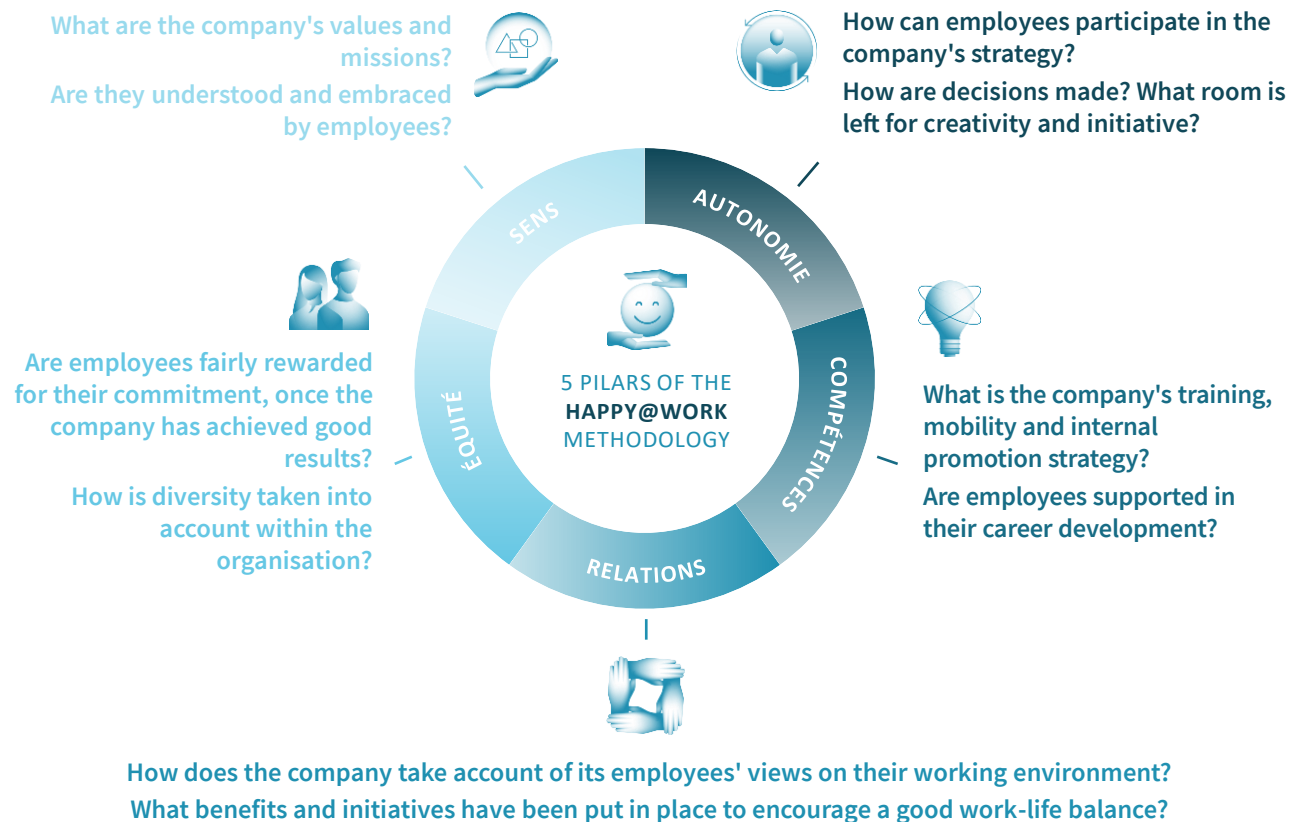 What are the company's values and
missions?
Are they understood and embraced
by employees?
How can employees participate in the
company's strategy?
How are decisions made? What room is
left for creativity and initiative?
SENS
AUTONOMIE
5 PILARS OF THE
HAPPY@WORK
METHODOLOGY
Are employees fairly rewarded
for their commitment, once the
company has achieved good
results?
How is diversity taken into
account within the
organisation?
ÉQUITÉ
COMPÉTENCES
What is the company's training,
mobility and internal
promotion strategy?
Are employees supported in
their career development?
RELATIONS
How does the company take account of its employees' views on their working environment?
What benefits and initiatives have been put in place to encourage a good work-life balance?